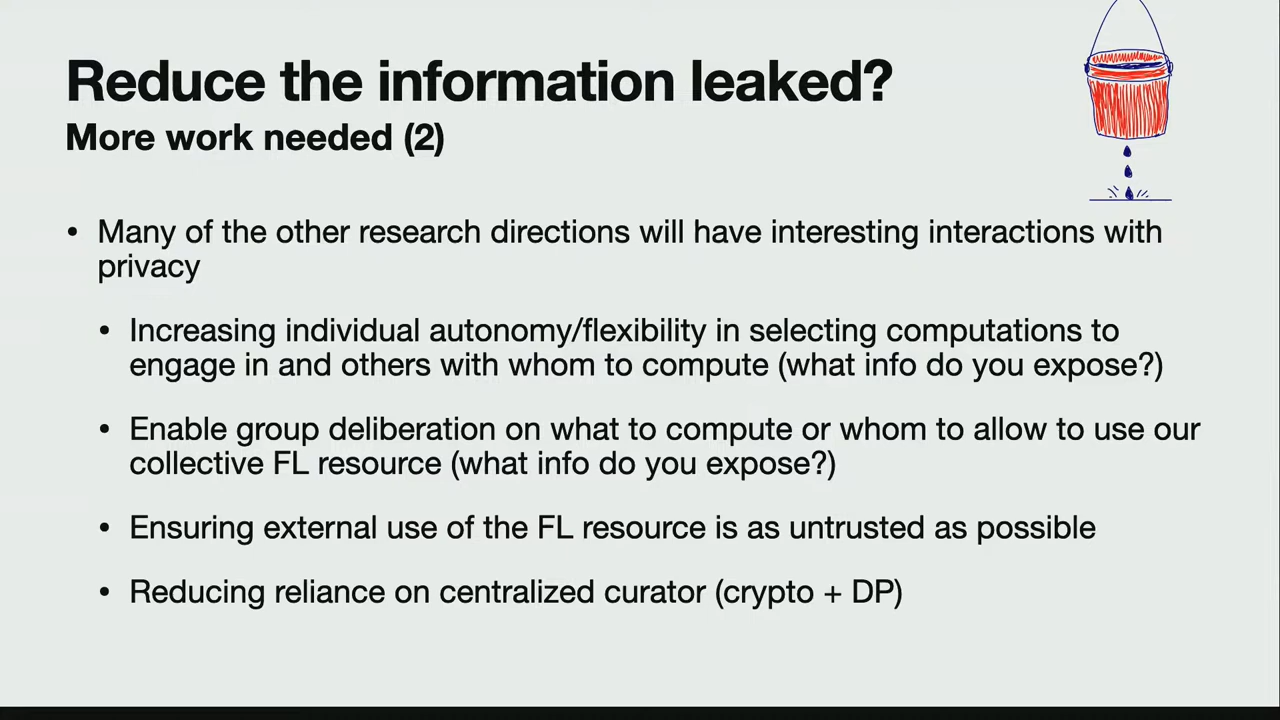 Reduce the information leaked?
More work needed (2)
• Many of the other research directions will have interesting interactions with
privacy
• Increasing individual autonomy/flexibility in selecting computations to
engage in and others with whom to compute (what info do you expose?)
• Enable group deliberation on what to compute or whom to allow to use our
collective FL resource (what info do you expose?)
• Ensuring external use of the FL resource is as untrusted as possible
• Reducing reliance on centralized curator (crypto + DP)